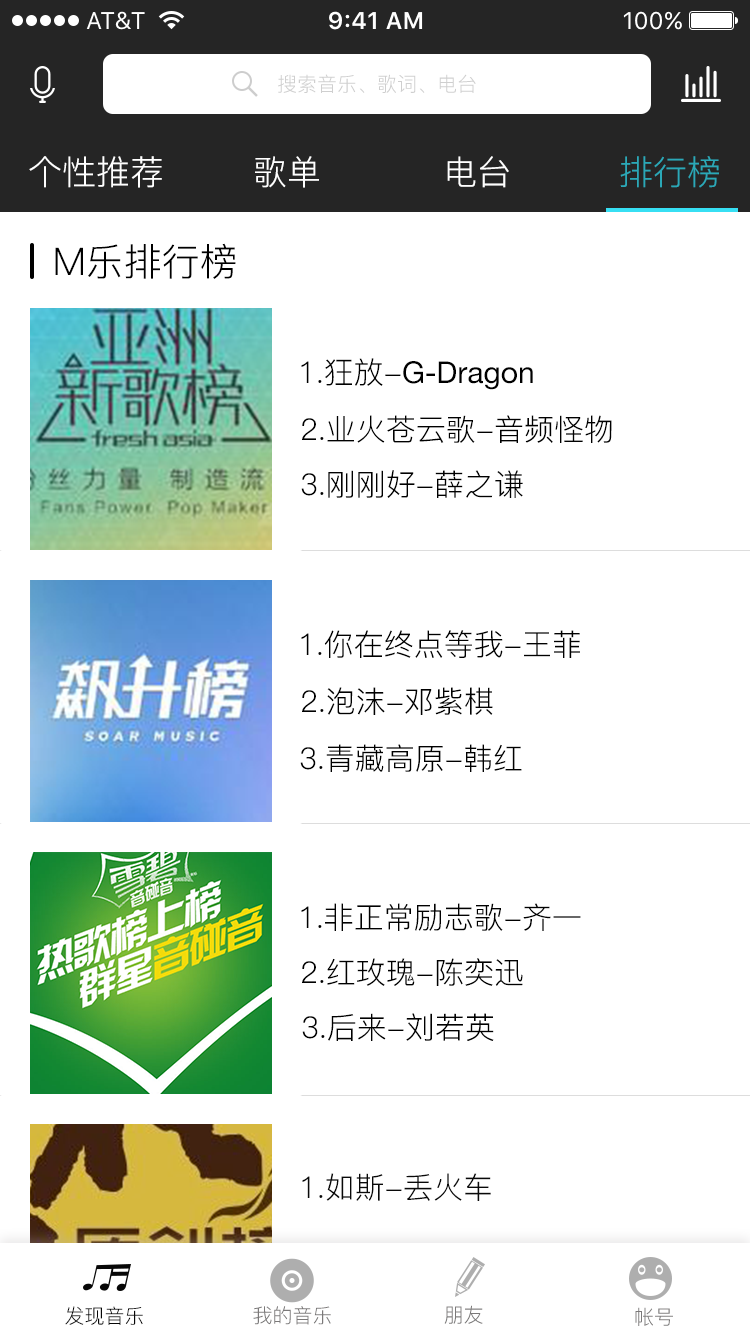 AT&T
9:41 AM
100%
搜索音乐、歌词、电台
个性推荐
歌单
电台
排行榜
M乐排行榜
亚洲
新歌榜
fresh asia
丝力量 制造流
Fans Power Pop Maker
1.狂放–G-Dragon
2.业火苍云歌–音频怪物
3.刚刚好–薛之谦
飙升榜
SOAR MUSIC
1.你在终点等我–王菲
2.泡沫–邓紫棋
3.青藏高原–韩红
雪碧
音碰音
热歌榜上榜
群星音碰音
1.非正常励志歌–齐一
2.红玫瑰–陈奕迅
3.后来–刘若英
原创榜
1.如斯–丢火车
发现音乐
我的音乐
朋友
帐号